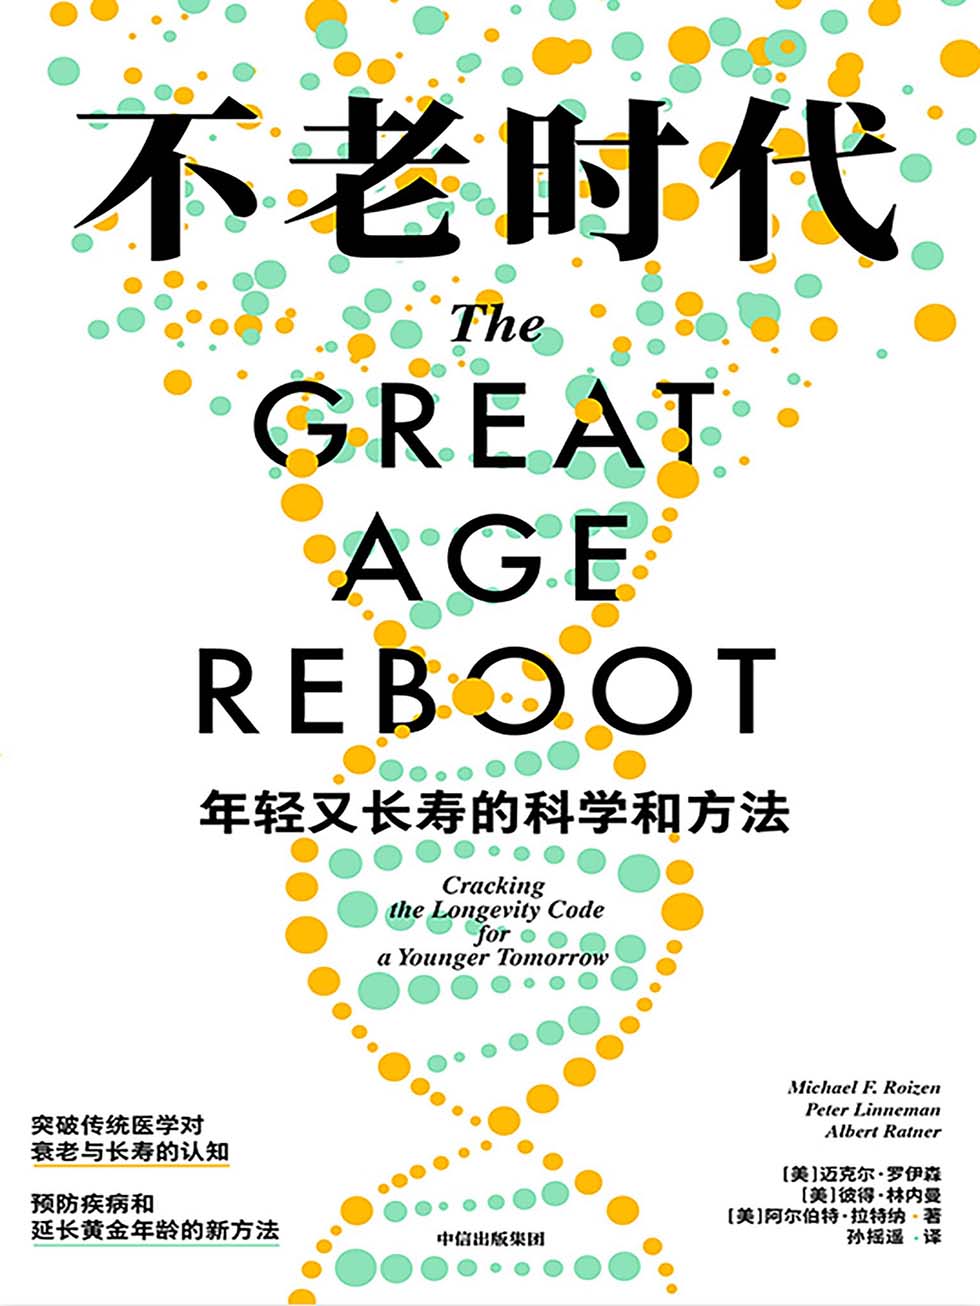 不老时代
The
GREAT
AGE
REBOOT
年轻又长寿的科学和方法
Cracking
the Longevity Code
for
a Younger Tomorrow
突破传统医学对
衰老与长寿的认知
预防疾病和
延长黄金年龄的新方法
Michael F. Roizen
Peter Linneman
Albert Ratner
[美]迈克尔·罗伊森
[美]彼得·林内曼
[美]阿尔伯特·拉特纳·著
孙摇遥·译
中信出版集团